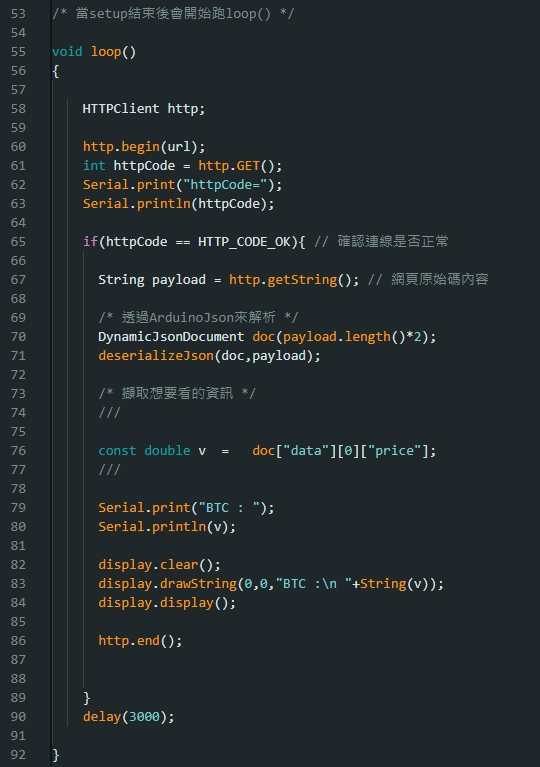 53 /* 當setup結束後會開始跑loop() */
54
55 void loop()
56 {
57
58 HTTPClient http;
59
60 http.begin(url);
61 int httpCode = http.GET();
62 Serial.print("httpCode=");
63 Serial.println(httpCode);
64
65 if(httpCode == HTTP_CODE_OK){ // 確認連線是否正常
66
67 String payload = http.getString(); // 網頁原始碼內容
68
69 /* 透過ArduinoJson來解析 */
70 DynamicJsonDocument doc(payload.length()*2);
71 deserializeJson(doc,payload);
72
73 /* 擷取想要看的資訊 */
74 ///
75
76 const double v  =   doc["data"][0]["price"];
77 ///
78
79 Serial.print("BTC : ");
80 Serial.println(v);
81
82 display.clear();
83 display.drawString(0,0,"BTC :\n "+String(v));
84 display.display();
85
86 http.end();
87
88
89 }
90 delay(3000);
91
92 }